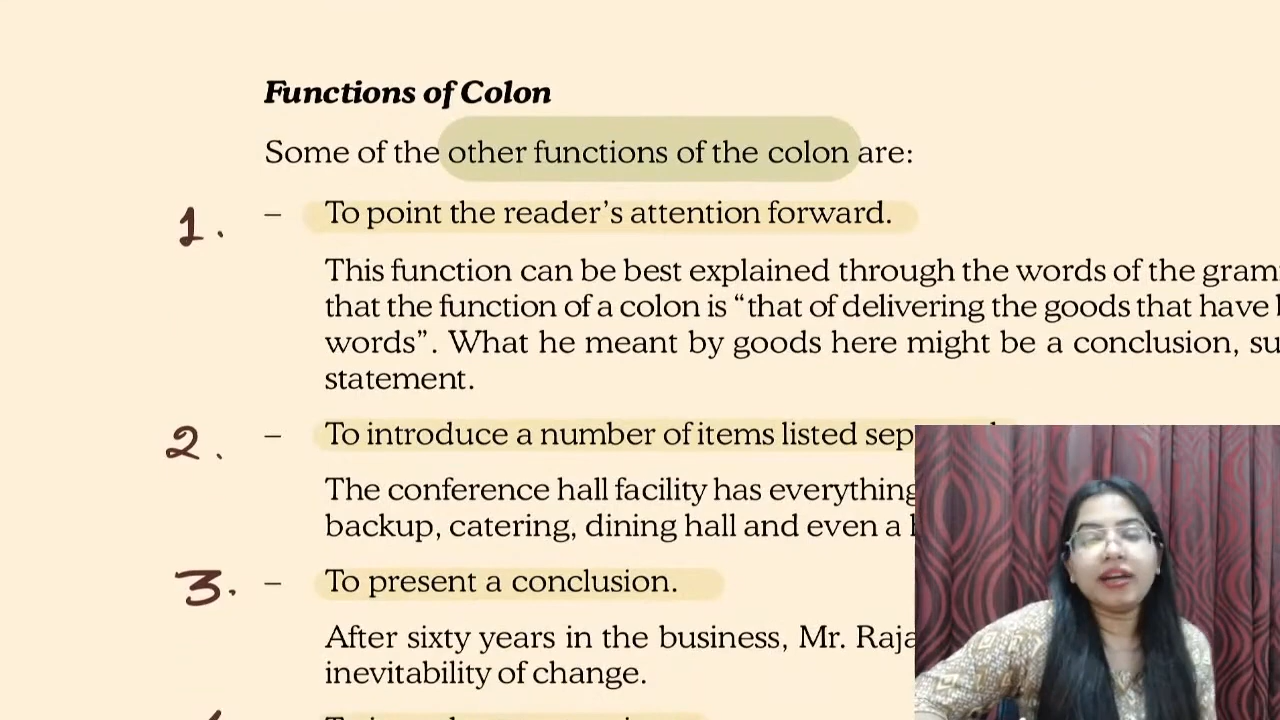 Functions of Colon
Some of the other functions of the colon are:
1. – To point the reader’s attention forward.
This function can be best explained through the words of the
that the function of a colon is “that of delivering the goods that have
words”. What he meant by goods here might be a conclusion,
statement.
2. – To introduce a number of items listed
The conference hall facility has everything
backup, catering, dining hall and even a
3. – To present a conclusion.
After sixty years in the business, Mr.
inevitability of change.